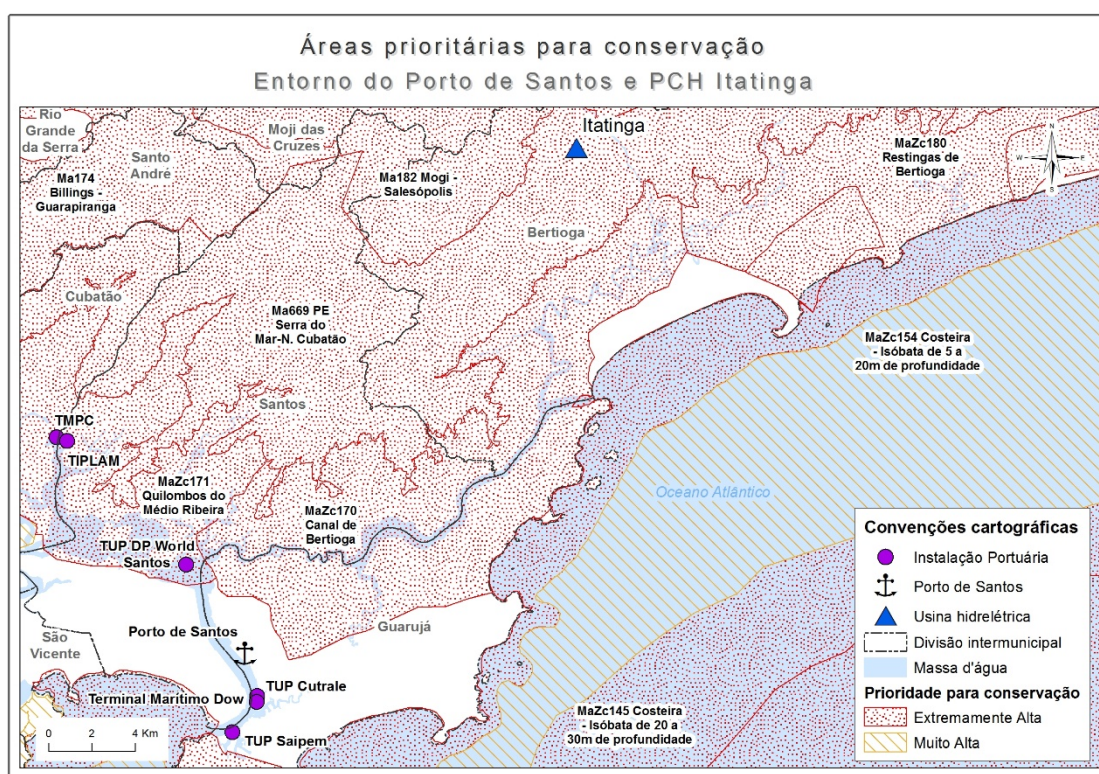 Áreas prioritárias para conservação
Entorno do Porto de Santos e PCH Itatinga
Rio
Grande
da Serra
Santo
André
Moji das
Cruzes
Itatinga
MaZc180
Restingas de
Bertioga
N
W
E
S
Ma174
Billings -
Guarapiranga
Ma182 Mogi -
Salesópolis
Bertioga
Cubatão
Ma669 PE
Serra do
Mar-N. Cubatão
MaZc154 Costeira
- Isóbata de 5 a
20m de profundidade
Santos
TMPC
TIPLAM
MaZc171
Quilombos do
Médio Ribeira
MaZc170
Canal de
Bertioga
Oceano Atlântico
TUP DP World
Santos
São
Vicente
Porto de Santos
Guarujá
TUP Cutrale
Terminal Marítimo Dow
TUP Saipem
MaZc145 Costeira
- Isóbata de 20 a
30m de profundidade
0 2 4 Km
Convenções cartográficas
Instalação Portuária
Porto de Santos
Usina hidrelétrica
Divisão intermunicipal
Massa d'água
Prioridade para conservação
Extremamente Alta
Muito Alta